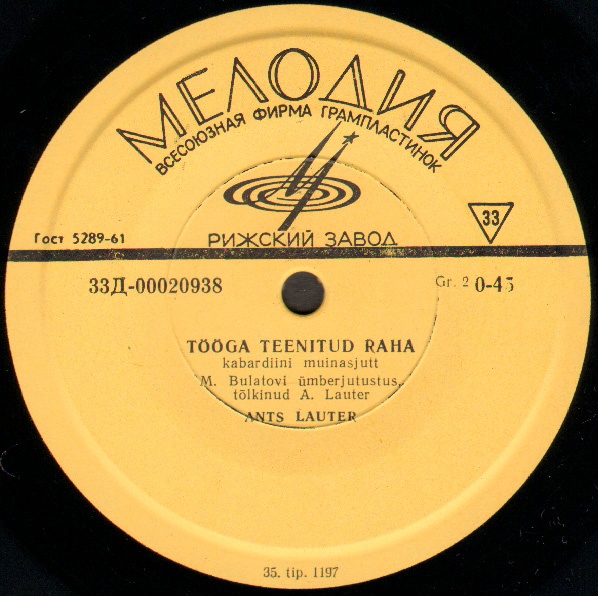 МЕЛОДИЯ
ВСЕСОЮЗНАЯ ФИРМА ГРАМПЛАСТИНОК
33
Гост 5289-61
РИЖСКИЙ ЗАВОД
33Д-00020938
Gr. 2 0-45
TÖÖGA TEENITUD RAHA
kabardiini muinasjutt
M. Bulatovi ümberjutustus,
tõlkinud A. Lauter
ANTS LAUTER
35. tip. 1197